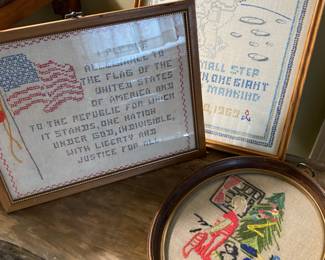 I PLEDGE
ALLEGIANCE TO
THE FLAG OF THE
UNITED STATES
OF AMERICA AND
TO THE REPUBLIC FOR WHICH
IT STANDS, ONE NATION
UNDER GOD, INDIVISIBLE,
WITH LIBERTY AND
JUSTICE FOR ALL
SMALL STEP
ONE GIANT
MANKIND
1969